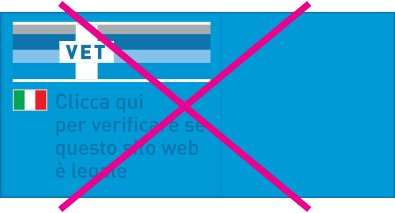 VET
Clicca qui
per verificare se
questo sito web
è legale